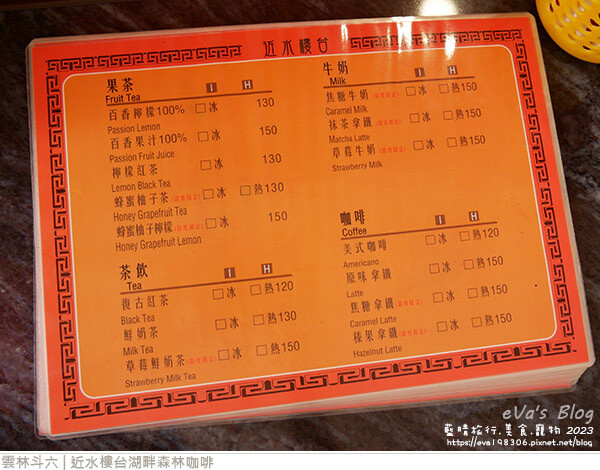 近水樓台
果茶 I H
Fruit Tea
百香檸檬100% □冰 130
Passion Lemon
百香果汁100% □冰 150
Passion Fruit Juice
檸檬紅茶 □冰 130
Lemon Black Tea
蜂蜜柚子茶 □冰 □熱130
Honey Grapefruit Tea
蜂蜜柚子檸檬 □冰 150
Honey Grapefruit Lemon
茶飲 I H
Tea
復古紅茶 □冰 □熱120
Black Tea
鮮奶茶 □冰 □熱130
Milk Tea
草莓鮮奶茶 □冰 □熱150
Strawberry Milk Tea
牛奶 I H
Milk
焦糖牛奶 □冰 □熱150
Caramel Milk
抹茶拿鐵 □冰 □熱150
Matcha Latte
草莓牛奶 □冰 □熱150
Strawberry Milk
咖啡 I H
Coffee
美式咖啡 □冰 □熱120
Americano
原味拿鐵 □冰 □熱150
Latte
焦糖拿鐵 □冰 □熱150
Caramel Latte
榛果拿鐵 □冰 □熱150
Hazelnut Latte
eVa's Blog
藍晴旅行.美食.寵物 2023
https://eva198306.pixnet.net/blog
雲林斗六 | 近水樓台湖畔森林咖啡